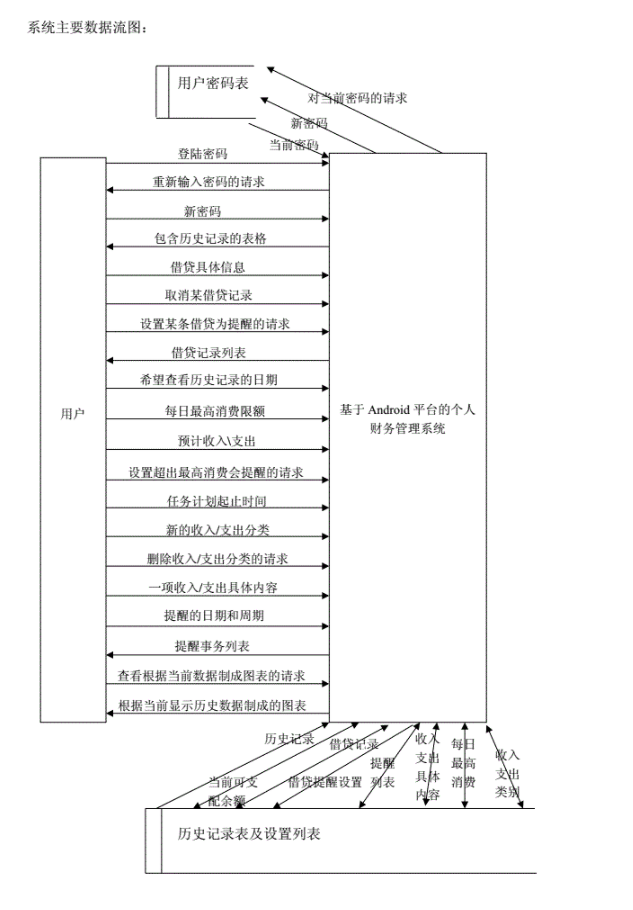 系统主要数据流图：
用户密码表
对当前密码的请求
新密码
当前密码
登陆密码
重新输入密码的请求
新密码
包含历史记录的表格
借贷具体信息
取消某借贷记录
设置某条借贷为提醒的请求
借贷记录列表
希望查看历史记录的日期
用户
每日最高消费限额
基于 Android 平台的个人
财务管理系统
预计收入\支出
设置超出最高消费会提醒的请求
任务计划起止时间
新的收入/支出分类
删除收入/支出分类的请求
一项收入/支出具体内容
提醒的日期和周期
提醒事务列表
查看根据当前数据制成图表的请求
根据当前显示历史数据制成的图表
历史记录
当前可支
配余额
借贷记录
借贷提醒设置
提醒
列表
收入
支出
具体
内容
每日
最高
消费
收入
支出
类别
历史记录表及设置列表